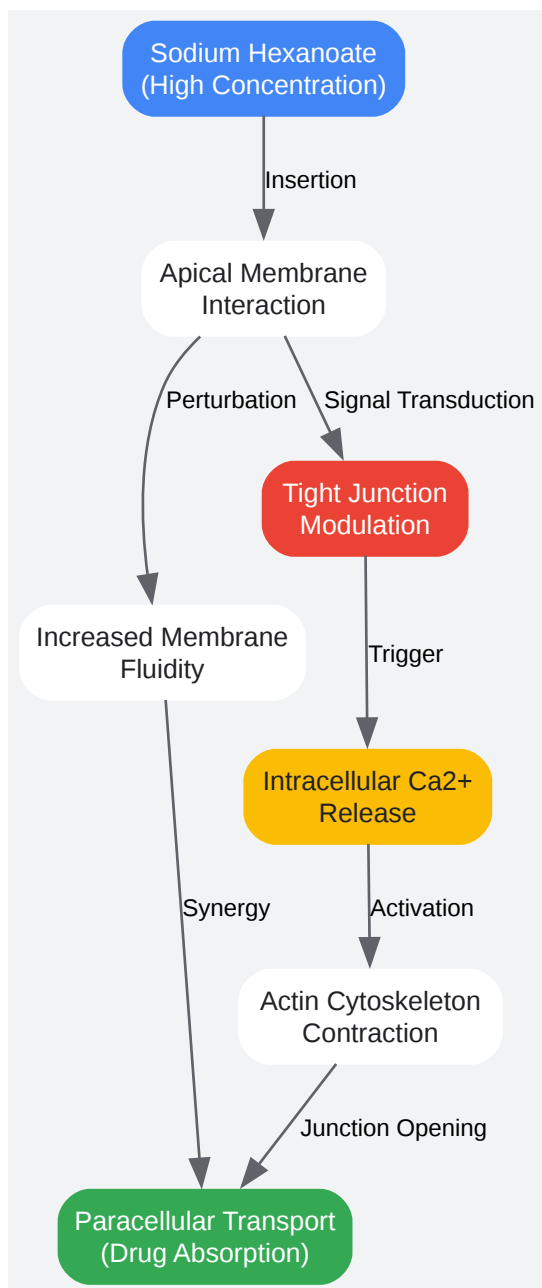 Sodium Hexanoate
(High Concentration)
Insertion
Apical Membrane
Interaction
Perturbation
Signal Transduction
Tight Junction
Modulation
Increased Membrane
Fluidity
Trigger
Intracellular Ca2+
Release
Synergy
Activation
Actin Cytoskeleton
Contraction
Junction Opening
Paracellular Transport
(Drug Absorption)